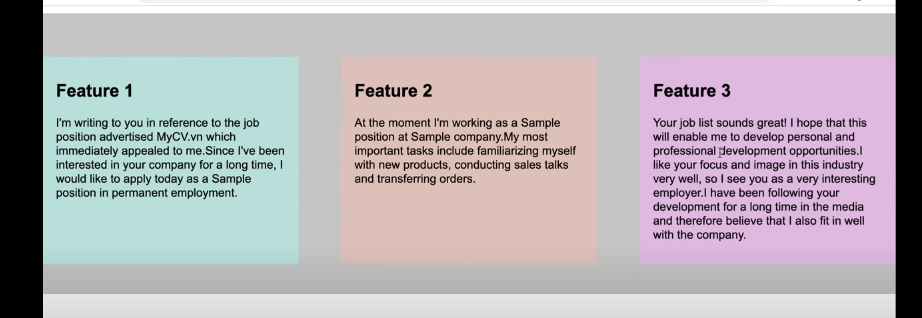 Feature 1
I'm writing to you in reference to the job
position advertised MyCV.vn which
immediately appealed to me.Since I've been
interested in your company for a long time, I
would like to apply today as a Sample
position in permanent employment.
Feature 2
At the moment I'm working as a Sample
position at Sample company.My most
important tasks include familiarizing myself
with new products, conducting sales talks
and transferring orders.
Feature 3
Your job list sounds great! I hope that this
will enable me to develop personal and
professional development opportunities.I
like your focus and image in this industry
very well, so I see you as a very interesting
employer.I have been following your
development for a long time in the media
and therefore believe that I also fit in well
with the company.